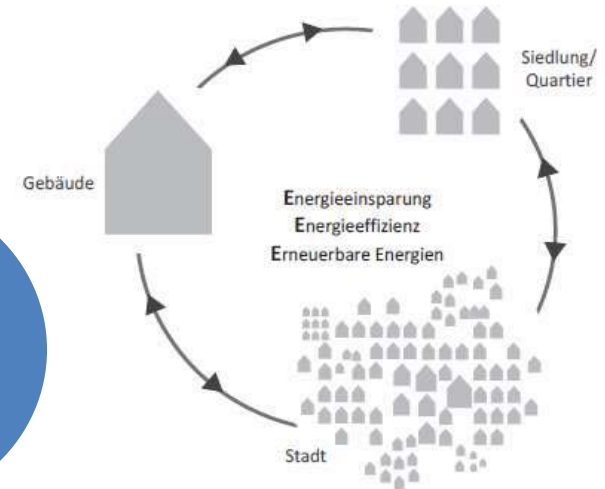 Siedlung/
Quartier
Gebäude
Energieeinsparung
Energieeffizienz
Erneuerbare Energien
Stadt